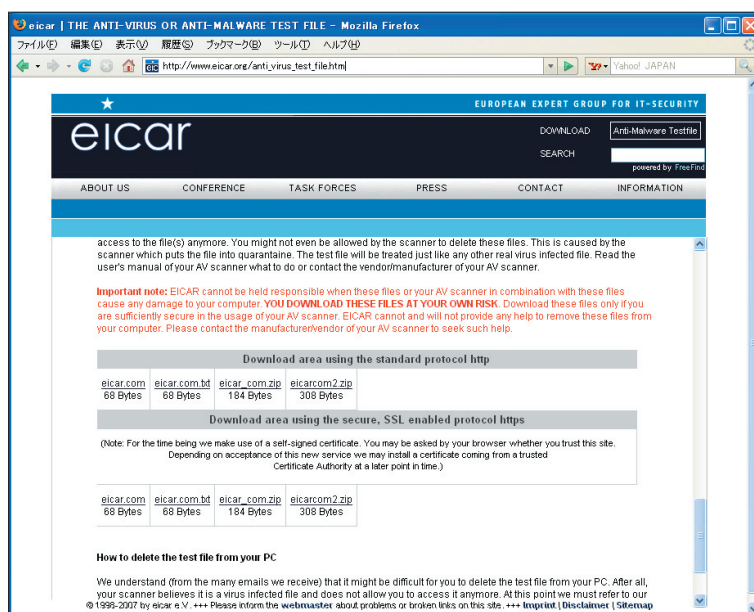 eicar | THE ANTI-VIRUS OR ANTI-MALWARE TEST FILE - Mozilla Firefox
ファイル(F) 編集(E) 表示(V) 履歴(S) ブックマーク(B) ツール(T) ヘルプ(H)
http://www.eicar.org/anti_virus_test_file.htm
Yahoo! JAPAN
EUROPEAN EXPERT GROUP FOR IT-SECURITY
eicar
DOWNLOAD Anti-Malware Testfile
SEARCH
powered by FreeFind
ABOUT US CONFERENCE TASK FORCES PRESS CONTACT INFORMATION
access to the file(s) anymore. You might not even be allowed by the scanner to delete these files. This is caused by the
scanner which puts the file into quarantaine. The test file will be treated just like any other real virus infected file. Read the
user's manual of your AV scanner what to do or contact the vendor/manufacturer of your AV scanner.
Important note: EICAR cannot be held responsible when these files or your AV scanner in combination with these files
cause any damage to your computer. YOU DOWNLOAD THESE FILES AT YOUR OWN RISK. Download these files only if you
are sufficiently secure in the usage of your AV scanner. EICAR cannot and will not provide any help to remove these files from
your computer. Please contact the manufacturer/vendor of your AV scanner to seek such help.
Download area using the standard protocol http
eicar.com eicar.com.txt eicar_com.zip eicarcom2.zip
68 Bytes 68 Bytes 184 Bytes 308 Bytes
Download area using the secure, SSL enabled protocol https
(Note: For the time being we make use of a self-signed certificate. You may be asked by your browser whether you trust this site.
Depending on acceptance of this new service we may install a certificate coming from a trusted
Certificate Authority at a later point in time.)
eicar.com eicar.com.txt eicar_com.zip eicarcom2.zip
68 Bytes 68 Bytes 184 Bytes 308 Bytes
How to delete the test file from your PC
We understand (from the many emails we receive) that it might be difficult for you to delete the test file from your PC. After all,
your scanner believes it is a virus infected file and does not allow you to access it anymore. At this point we must refer to our
© 1998-2007 by eicar e.V. +++ Please inform the webmaster about problems or broken links on this site. +++ Imprint | Disclaimer | Sitemap